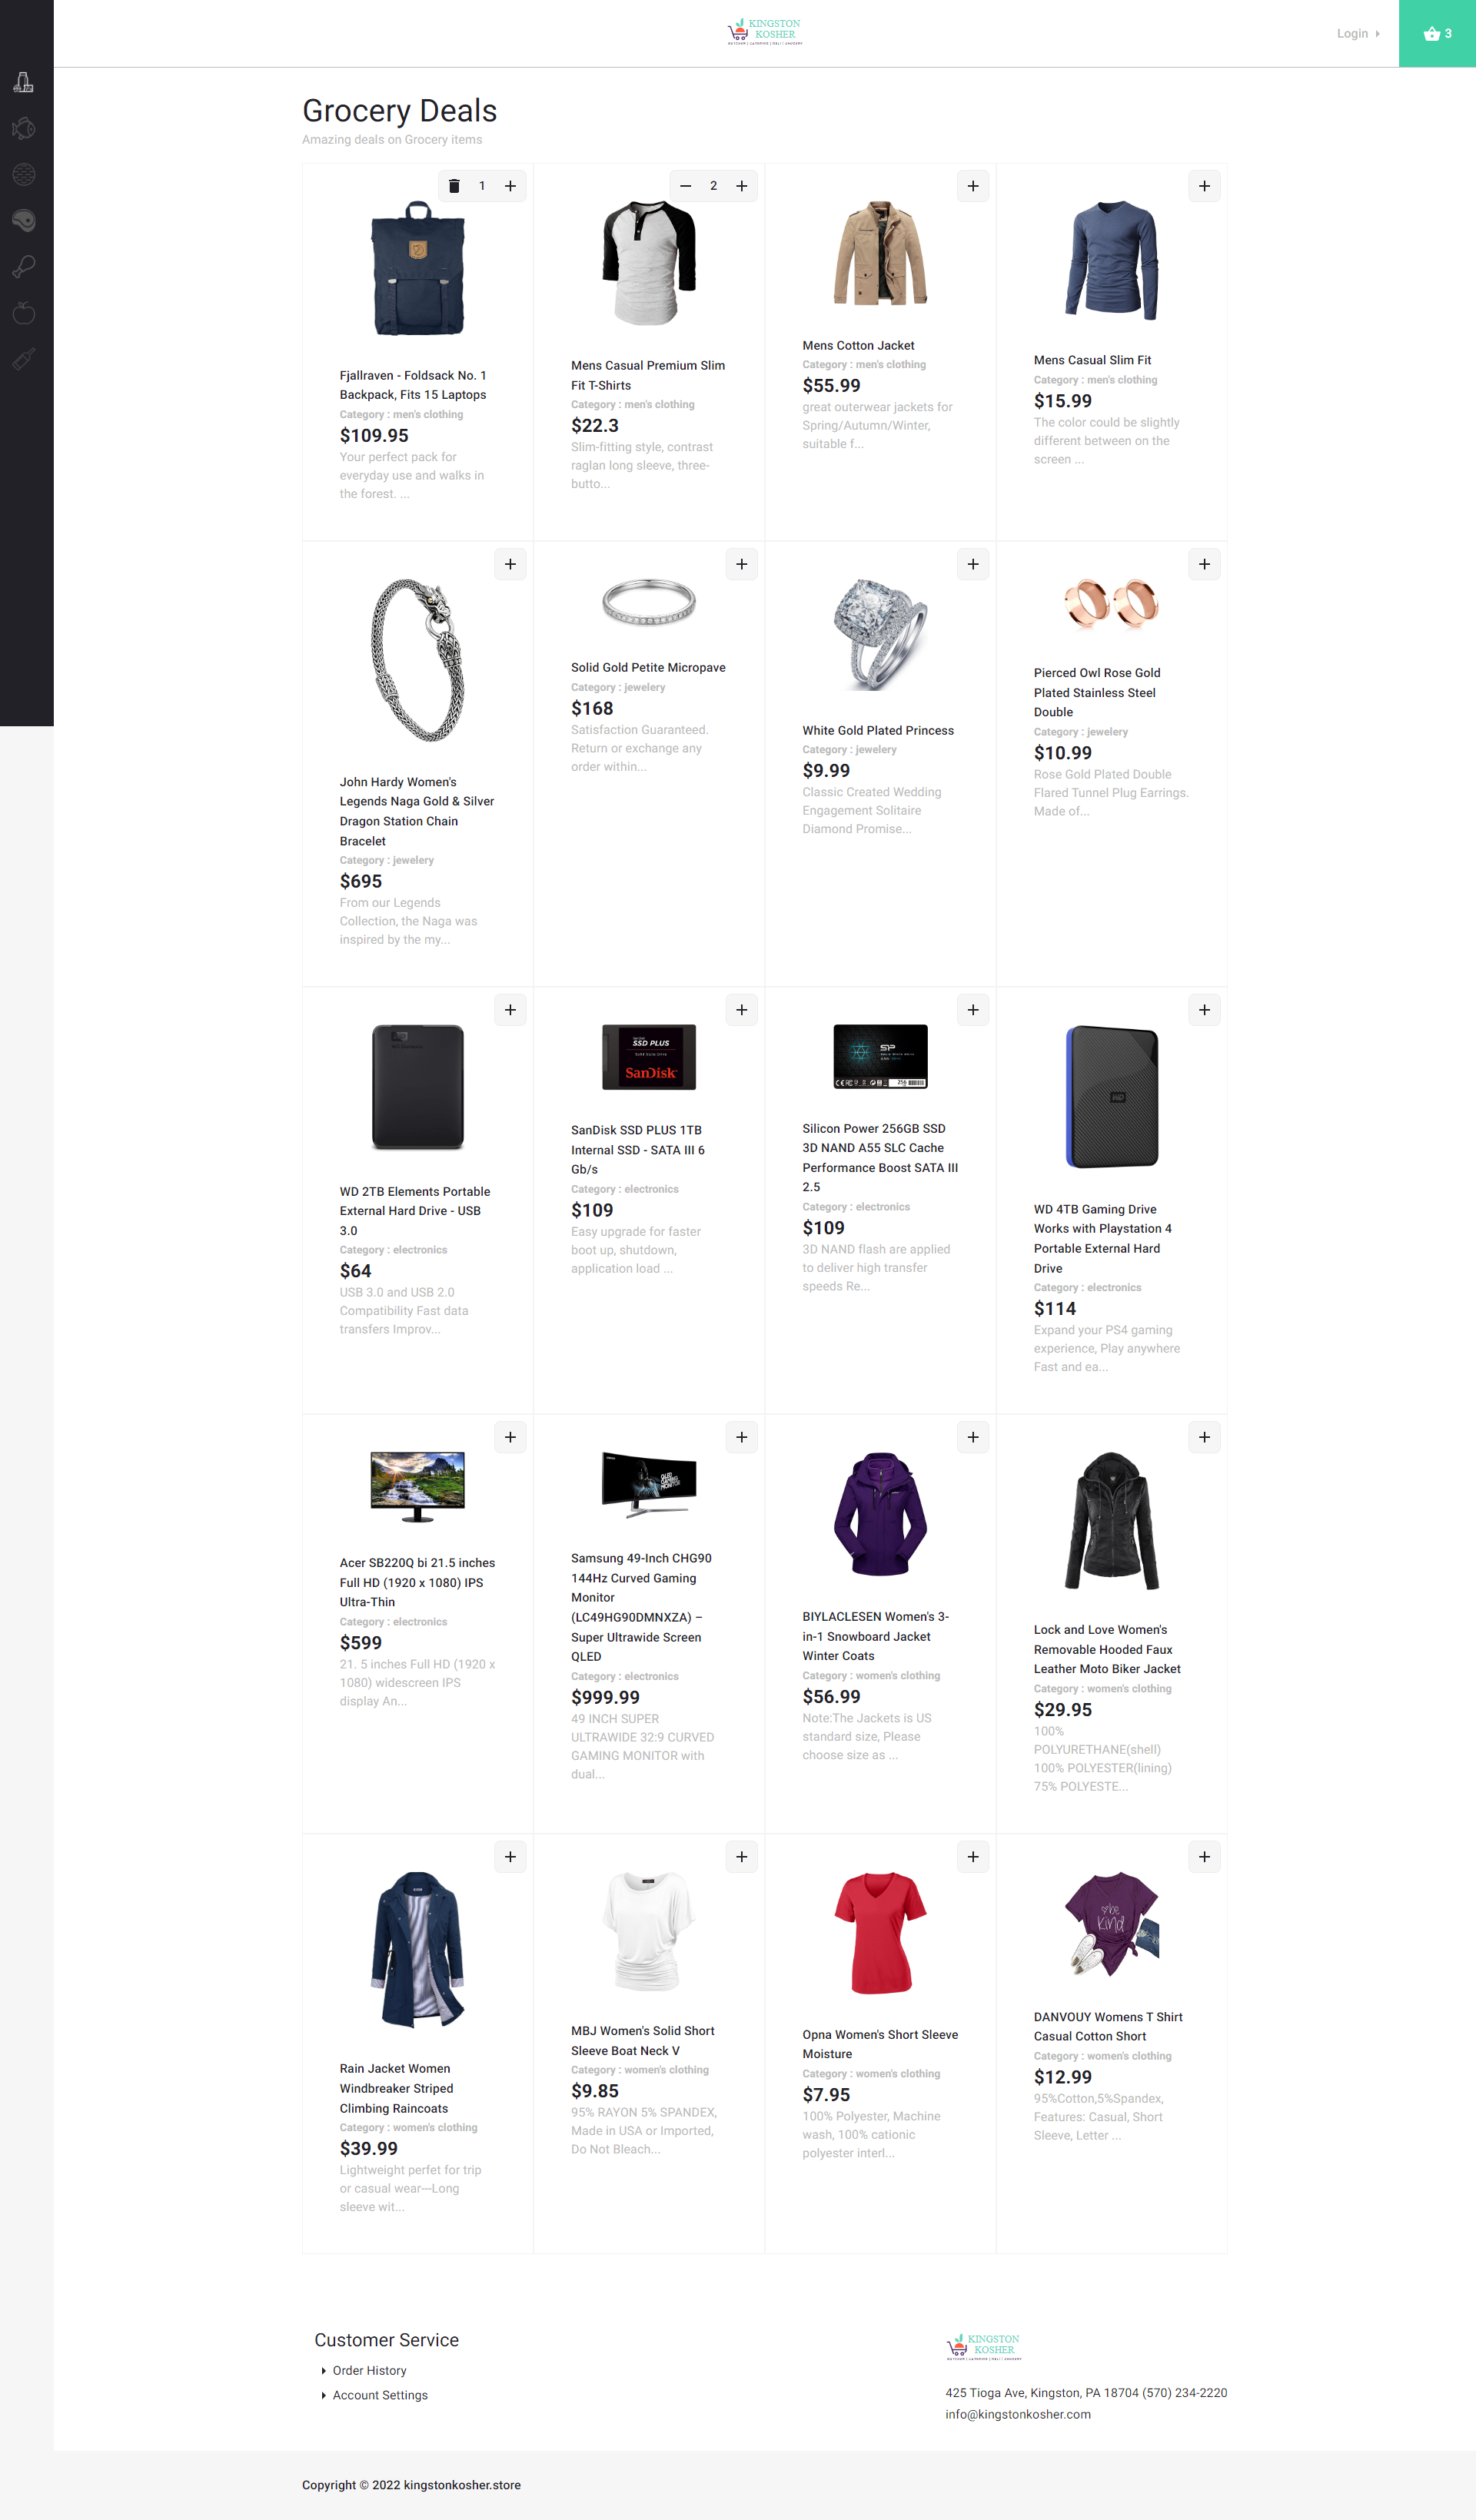 KINGSTON
KOSHER
Login
3
Grocery Deals
Amazing deals on Grocery items
1
2
Fjallraven - Foldsack No. 1
Backpack, Fits 15 Laptops
Category : men's clothing
$109.95
Your perfect pack for
everyday use and walks in
the forest. ...
Mens Casual Premium Slim
Fit T-Shirts
Category : men's clothing
$22.3
Slim-fitting style, contrast
raglan long sleeve, three-
butto...
Mens Cotton Jacket
Category : men's clothing
$55.99
great outerwear jackets for
Spring/Autumn/Winter,
suitable f...
Mens Casual Slim Fit
Category : men's clothing
$15.99
The color could be slightly
different between on the
screen ...
John Hardy Women's
Legends Naga Gold & Silver
Dragon Station Chain
Bracelet
Category : jewelery
$695
From our Legends
Collection, the Naga was
inspired by the my...
Solid Gold Petite Micropave
Category : jewelery
$168
Satisfaction Guaranteed.
Return or exchange any
order within...
White Gold Plated Princess
Category : jewelery
$9.99
Classic Created Wedding
Engagement Solitaire
Diamond Promise...
Pierced Owl Rose Gold
Plated Stainless Steel
Double
Category : jewelery
$10.99
Rose Gold Plated Double
Flared Tunnel Plug Earrings.
Made of...
WD 2TB Elements Portable
External Hard Drive - USB
3.0
Category : electronics
$64
USB 3.0 and USB 2.0
Compatibility Fast data
transfers Improv...
SSD PLUS
SanDisk
SanDisk SSD PLUS 1TB
Internal SSD - SATA III 6
Gb/s
Category : electronics
$109
Easy upgrade for faster
boot up, shutdown,
application load ...
SP
256
Silicon Power 256GB SSD
3D NAND A55 SLC Cache
Performance Boost SATA III
2.5
Category : electronics
$109
3D NAND flash are applied
to deliver high transfer
speeds Re...
WD
WD 4TB Gaming Drive
Works with Playstation 4
Portable External Hard
Drive
Category : electronics
$114
Expand your PS4 gaming
experience, Play anywhere
Fast and ea...
Acer SB220Q bi 21.5 inches
Full HD (1920 x 1080) IPS
Ultra-Thin
Category : electronics
$599
21. 5 inches Full HD (1920 x
1080) widescreen IPS
display An...
QLED
GAMING
MONITOR
Samsung 49-Inch CHG90
144Hz Curved Gaming
Monitor
(LC49HG90DMNXZA) –
Super Ultrawide Screen
QLED
Category : electronics
$999.99
49 INCH SUPER
ULTRAWIDE 32:9 CURVED
GAMING MONITOR with
dual...
BIYLACLESEN Women's 3-
in-1 Snowboard Jacket
Winter Coats
Category : women's clothing
$56.99
Note:The Jackets is US
standard size, Please
choose size as ...
Lock and Love Women's
Removable Hooded Faux
Leather Moto Biker Jacket
Category : women's clothing
$29.95
100%
POLYURETHANE(shell)
100% POLYESTER(lining)
75% POLYESTE...
Rain Jacket Women
Windbreaker Striped
Climbing Raincoats
Category : women's clothing
$39.99
Lightweight perfet for trip
or casual wear---Long
sleeve wit...
MBJ Women's Solid Short
Sleeve Boat Neck V
Category : women's clothing
$9.85
95% RAYON 5% SPANDEX,
Made in USA or Imported,
Do Not Bleach...
Opna Women's Short Sleeve
Moisture
Category : women's clothing
$7.95
100% Polyester, Machine
wash, 100% cationic
polyester interl...
be
kind
DANVOUY Womens T Shirt
Casual Cotton Short
Category : women's clothing
$12.99
95%Cotton,5%Spandex,
Features: Casual, Short
Sleeve, Letter ...
Customer Service
Order History
Account Settings
KINGSTON
KOSHER
425 Tioga Ave, Kingston, PA 18704 (570) 234-2220
info@kingstonkosher.com
Copyright © 2022 kingstonkosher.store